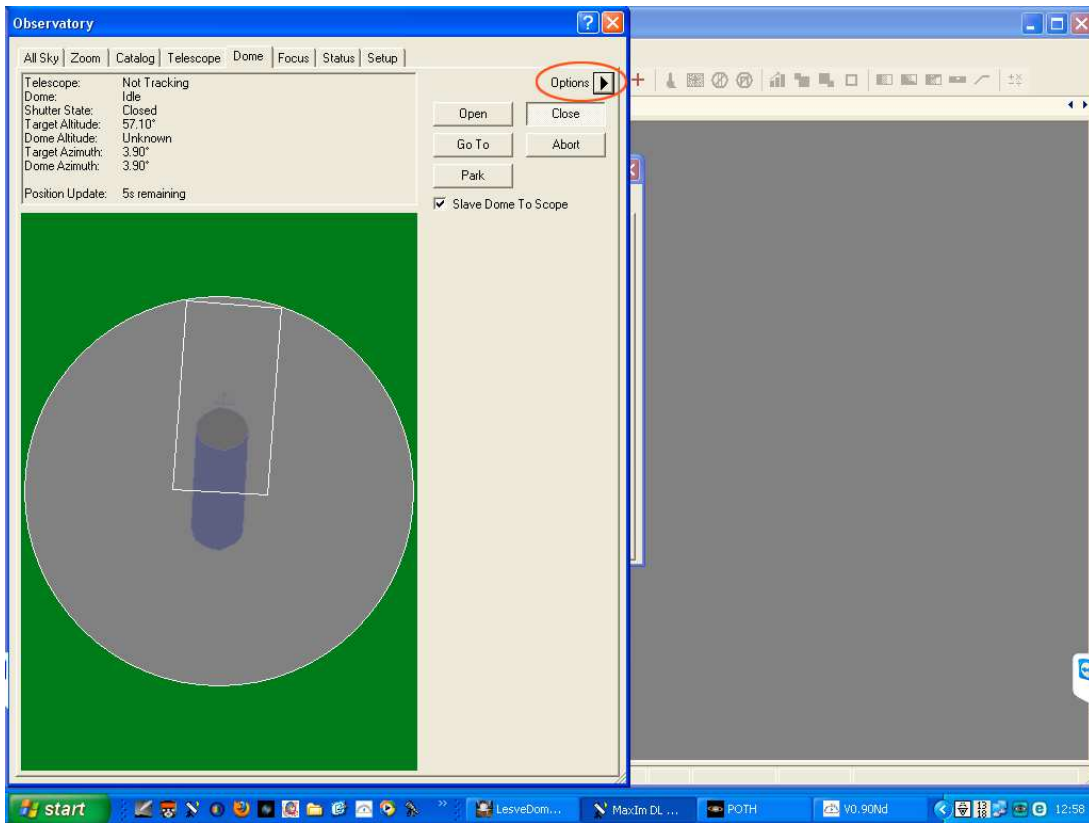 Observatory
All Sky Zoom Catalog Telescope Dome Focus Status Setup
Telescope: Not Tracking
Dome: Idle
Shutter State: Closed
Target Altitude: 57.10°
Dome Altitude: Unknown
Target Azimuth: 3.90°
Dome Azimuth: 3.90°
Position Update: 5s remaining
Options
Open Close
Go To Abort
Park
Slave Dome To Scope
start LesveDom... MaxIm DL ... POTH V0.90Nd 13 18 12:58